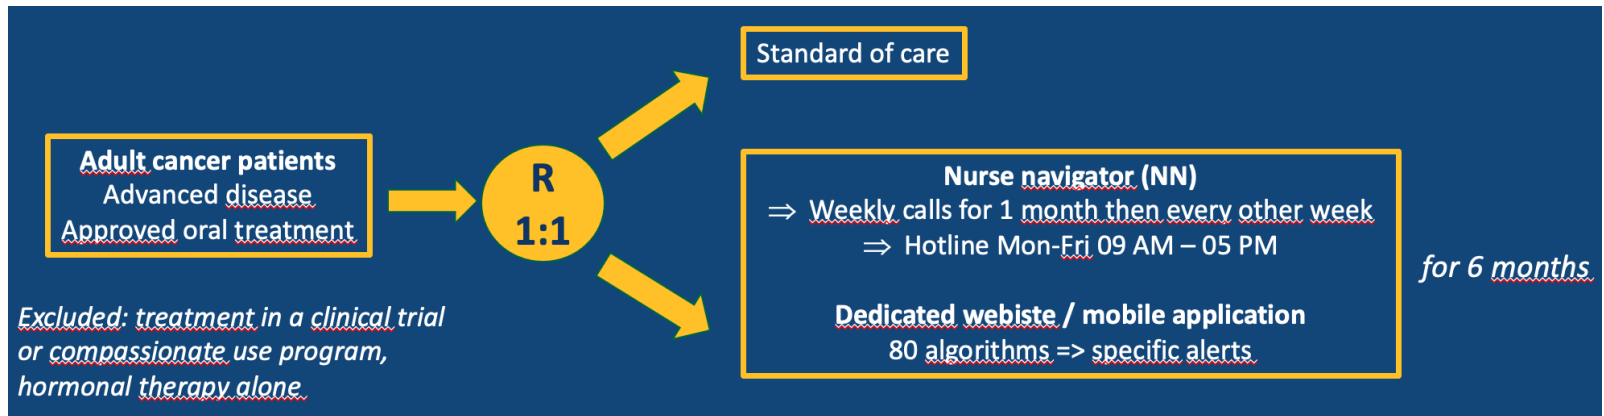 Standard of care
Adult cancer patients
Advanced disease
Approved oral treatment
R
1:1
Nurse navigator (NN)
⇒ Weekly calls for 1 month then every other week
⇒ Hotline Mon-Fri 09 AM – 05 PM
Dedicated webiste / mobile application
80 algorithms => specific alerts
for 6 months
Excluded: treatment in a clinical trial
or compassionate use program,
hormonal therapy alone